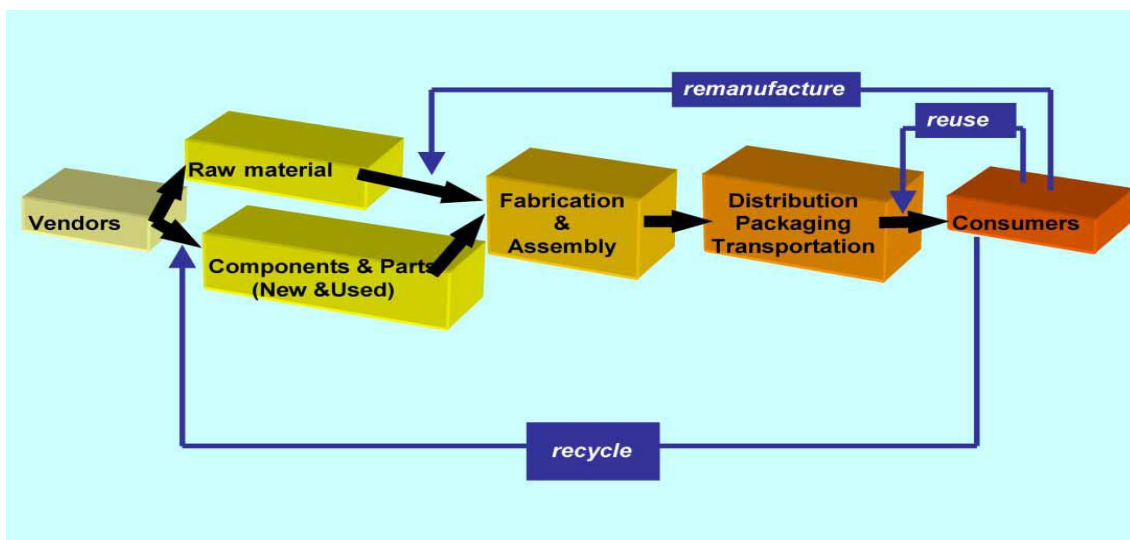 remanufacture
reuse
Raw material
Vendors
Fabrication
&
Assembly
Distribution
Packaging
Transportation
Consumers
Components & Parts
(New &Used)
recycle